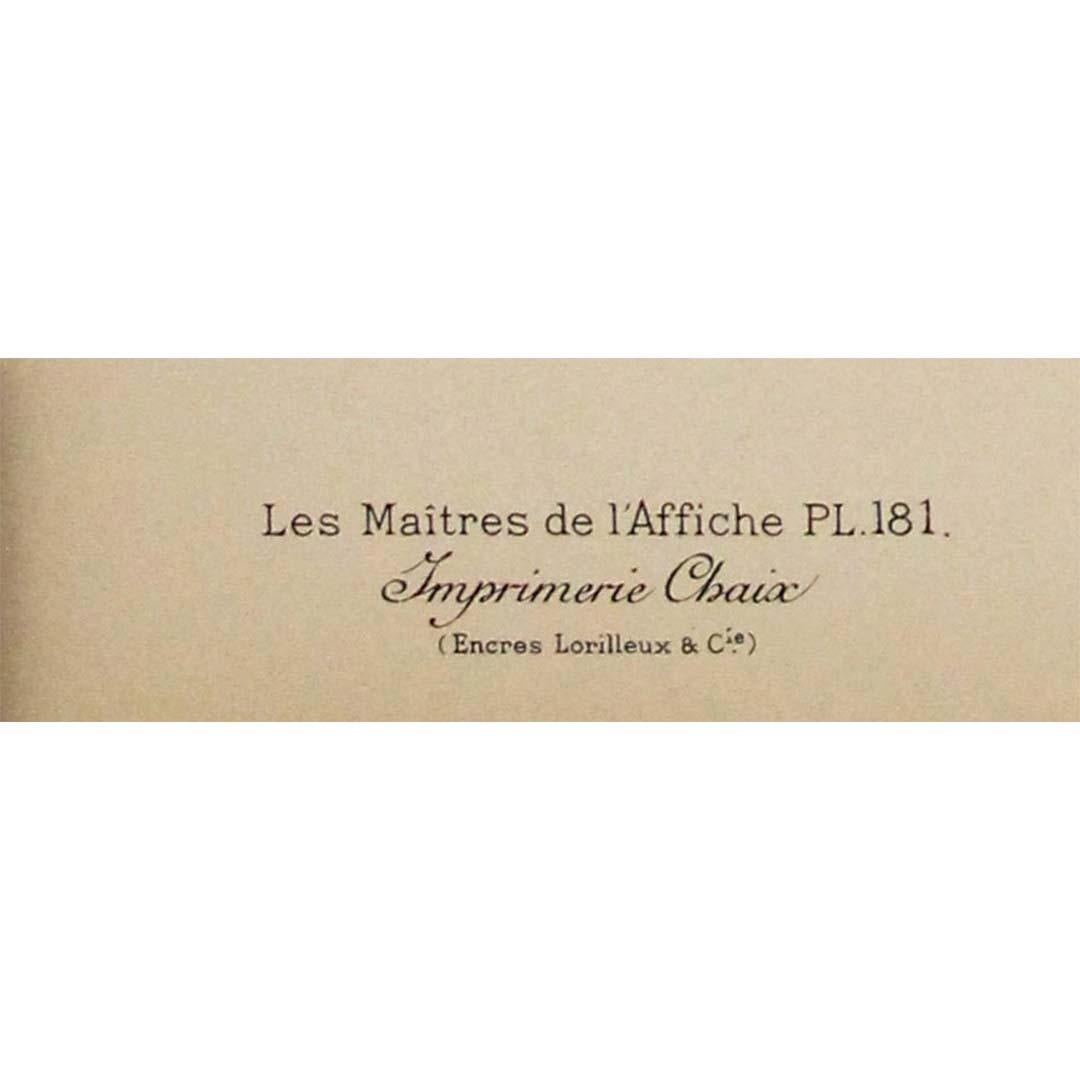 Les Maîtres de l'Affiche PL.181.
Imprimerie Chaix
(Encres Lorilleux & Cie)